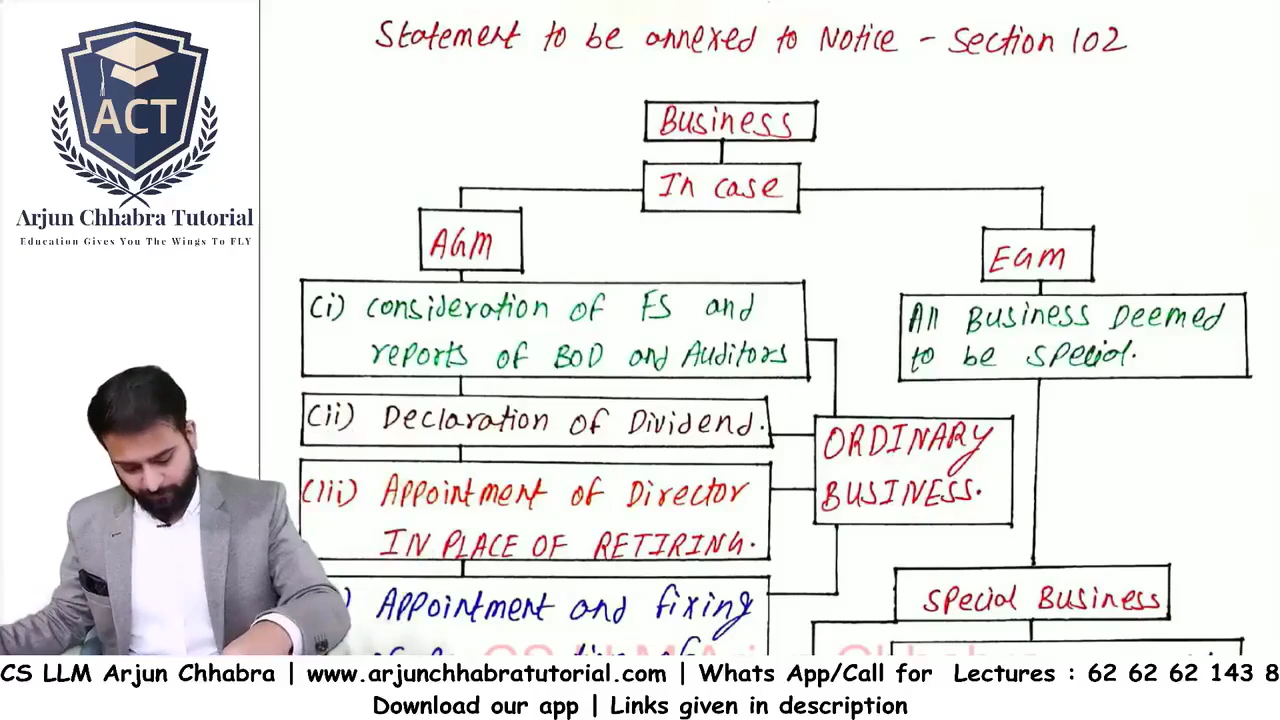 Statement to be annexed to Notice - Section 102
ACT
Arjun Chhabra Tutorial
Education Gives You The Wings To FLY
Business
In case
AGM
EGM
(i) consideration of FS and
reports of BOD and Auditors
All Business Deemed
to be special.
(ii) Declaration of Dividend.
ORDINARY
BUSINESS.
(iii) Appointment of Director
IN PLACE OF RETIRING.
) Appointment and fixing
Special Business
CS LLM Arjun Chhabra | www.arjunchhabratutorial.com | Whats App/Call for Lectures : 62 62 62 143 8
Download our app | Links given in description